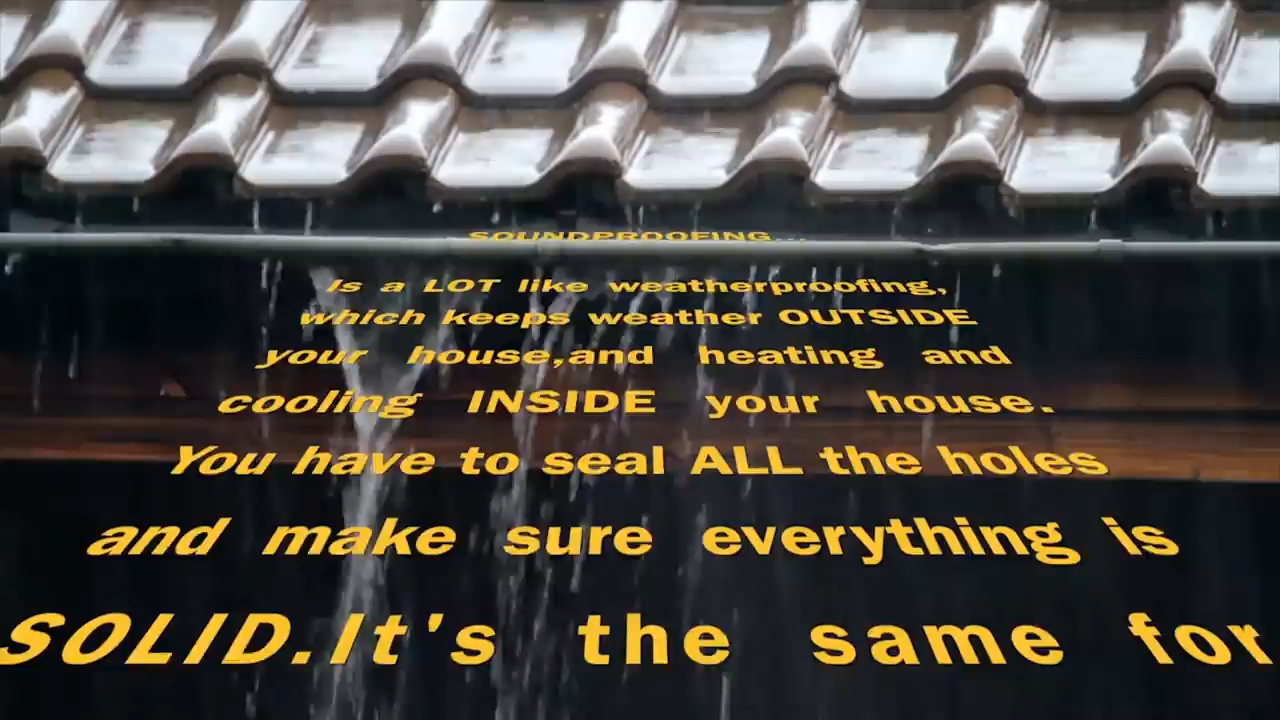 SOUNDPROOFING...
Is a LOT like weatherproofing,
which keeps weather OUTSIDE
your house,and heating and
cooling INSIDE your house.
You have to seal ALL the holes
and make sure everything is
SOLID.It's the same for